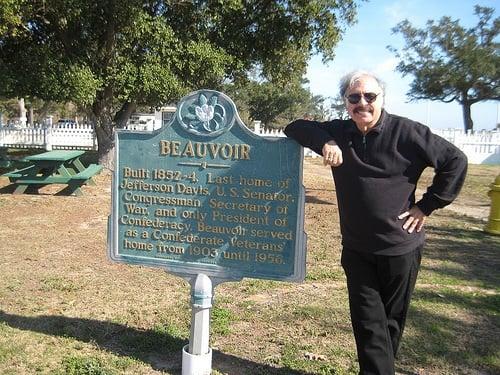 BEAUVOIR
Built 1852-4. Last home of
Jefferson Davis, U.S. Senator,
Congressman, Secretary of
War, and only President of
Confederacy. Beauvoir served
as a Confederate Veterans'
home from 1903 until 1956.